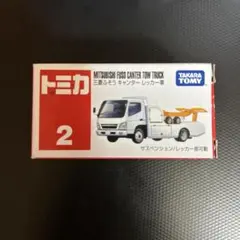 トミカ
2
MITSUBISHI FUSO CANTER TOW TRUCK
三菱ふそう キャンター レッカー車
TAKARA
TOMY
サスペンション/レッカー部可動